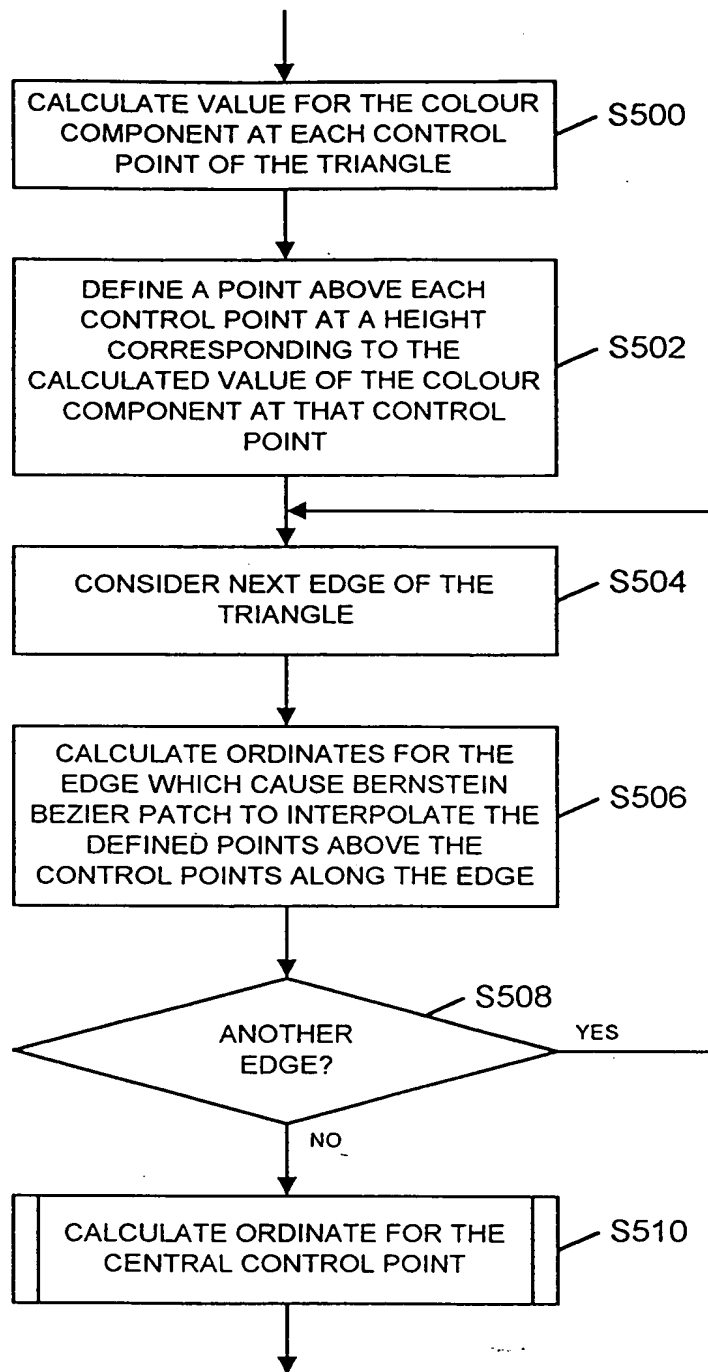 CALCULATE VALUE FOR THE COLOUR
COMPONENT AT EACH CONTROL
POINT OF THE TRIANGLE
S500
DEFINE A POINT ABOVE EACH
CONTROL POINT AT A HEIGHT
CORRESPONDING TO THE
CALCULATED VALUE OF THE COLOUR
COMPONENT AT THAT CONTROL
POINT
S502
CONSIDER NEXT EDGE OF THE
TRIANGLE
S504
CALCULATE ORDINATES FOR THE
EDGE WHICH CAUSE BERNSTEIN
BEZIER PATCH TO INTERPOLATE THE
DEFINED POINTS ABOVE THE
CONTROL POINTS ALONG THE EDGE
S506
S508
ANOTHER
EDGE?
YES
NO
CALCULATE ORDINATE FOR THE
CENTRAL CONTROL POINT
S510